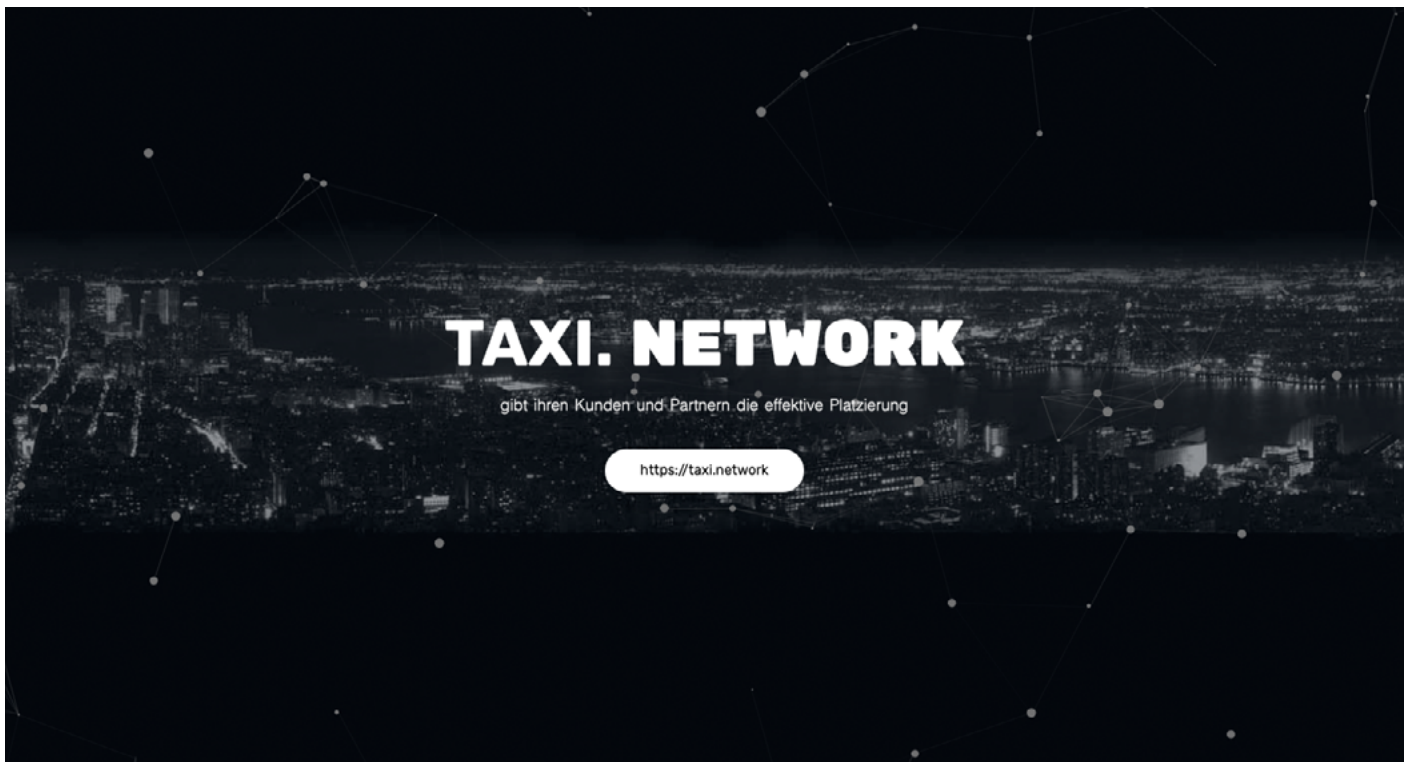 TAXI. NETWORK
gibt ihren Kunden und Partnern die effektive Platzierung
https://taxi.network